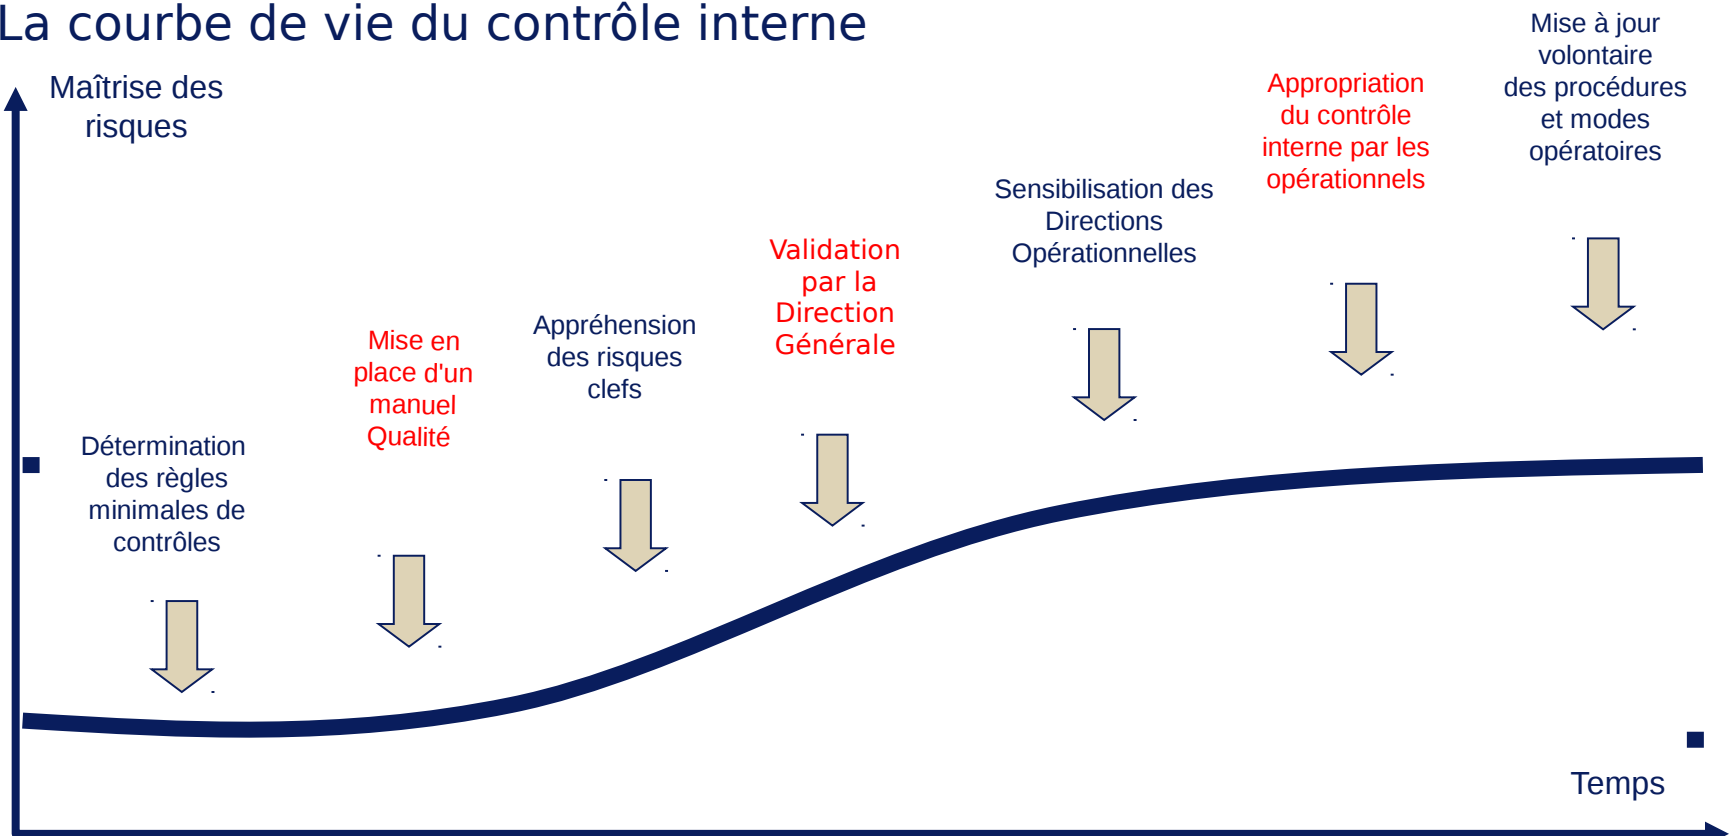 La courbe de vie du contrôle interne
Maîtrise des
risques
Détermination
des règles
minimales de
contrôles
Mise en
place d'un
manuel
Qualité
Appréhension
des risques
clefs
Validation
par la
Direction
Générale
Sensibilisation des
Directions
Opérationnelles
Appropriation
du contrôle
interne par les
opérationnels
Mise à jour
volontaire
des procédures
et modes
opératoires
Temps